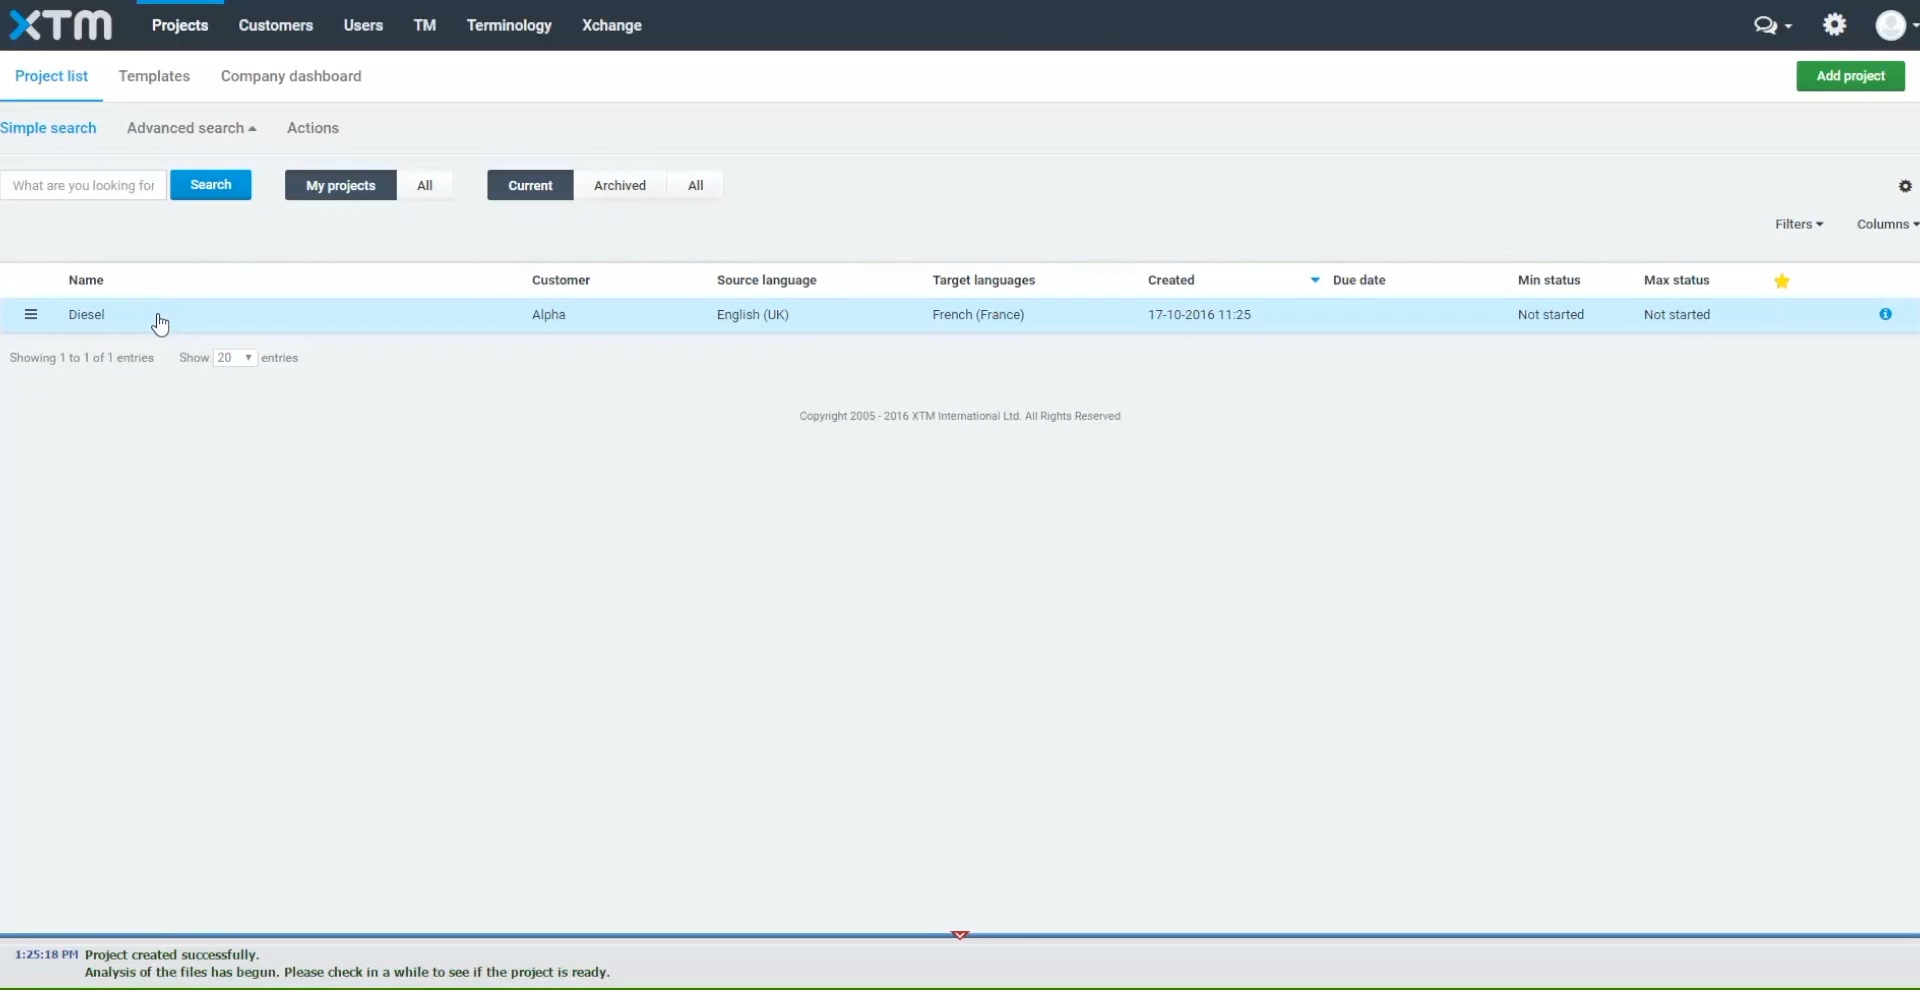 XTM Projects Customers Users TM Terminology Xchange
Project list Templates Company dashboard Add project
Simple search Advanced search Actions
What are you looking for Search My projects All Current Archived All
Filters Columns
Name Customer Source language Target languages Created Due date Min status Max status
Diesel Alpha English (UK) French (France) 17-10-2016 11:25 Not started Not started
Showing 1 to 1 of 1 entries Show 20 entries
Copyright 2005 - 2016 XTM International Ltd. All Rights Reserved
1:25:18 PM Project created successfully.
Analysis of the files has begun. Please check in a while to see if the project is ready.